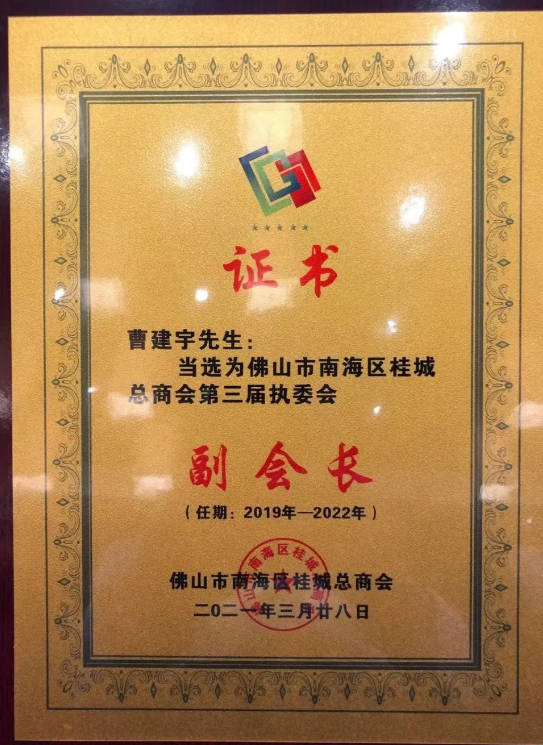 证书
曹建宇先生：
当选为佛山市南海区桂城
总商会第三届执委会
副会长
（任期：2019年—2022年）
佛山市南海区桂城总商会
二〇二一年三月廿八日